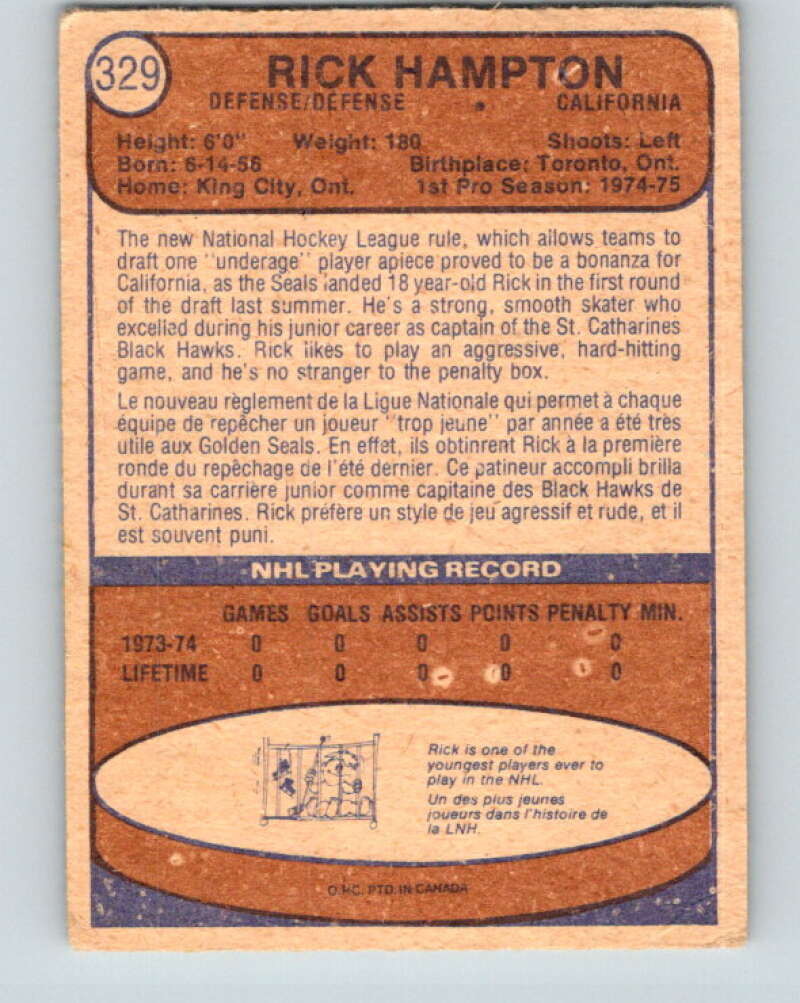 329
RICK HAMPTON
DEFENSE/DÉFENSE • CALIFORNIA
Height: 6'0" Weight: 180 Shoots: Left
Born: 6-14-56 Birthplace: Toronto, Ont.
Home: King City, Ont. 1st Pro Season: 1974-75
The new National Hockey League rule, which allows teams to
draft one "underage" player apiece proved to be a bonanza for
California, as the Seals landed 18 year-old Rick in the first round
of the draft last summer. He's a strong, smooth skater who
excelled during his junior career as captain of the St. Catharines
Black Hawks. Rick likes to play an aggressive, hard-hitting
game, and he's no stranger to the penalty box.
Le nouveau règlement de la Ligue Nationale qui permet à chaque
équipe de repêcher un joueur "trop jeune" par année a été très
utile aux Golden Seals. En effet, ils obtinrent Rick à la première
ronde du repêchage de l'été dernier. Ce patineur accompli brilla
durant sa carrière junior comme capitaine des Black Hawks de
St. Catharines. Rick préfère un style de jeu agressif et rude, et il
est souvent puni.
NHL PLAYING RECORD
GAMES GOALS ASSISTS POINTS PENALTY MIN.
1973-74 0 0 0 0 0
LIFETIME 0 0 0 0 0
Rick is one of the
youngest players ever to
play in the NHL.
Un des plus jeunes
joueurs dans l'histoire de
la LNH.
O.P.C. PTD. IN CANADA